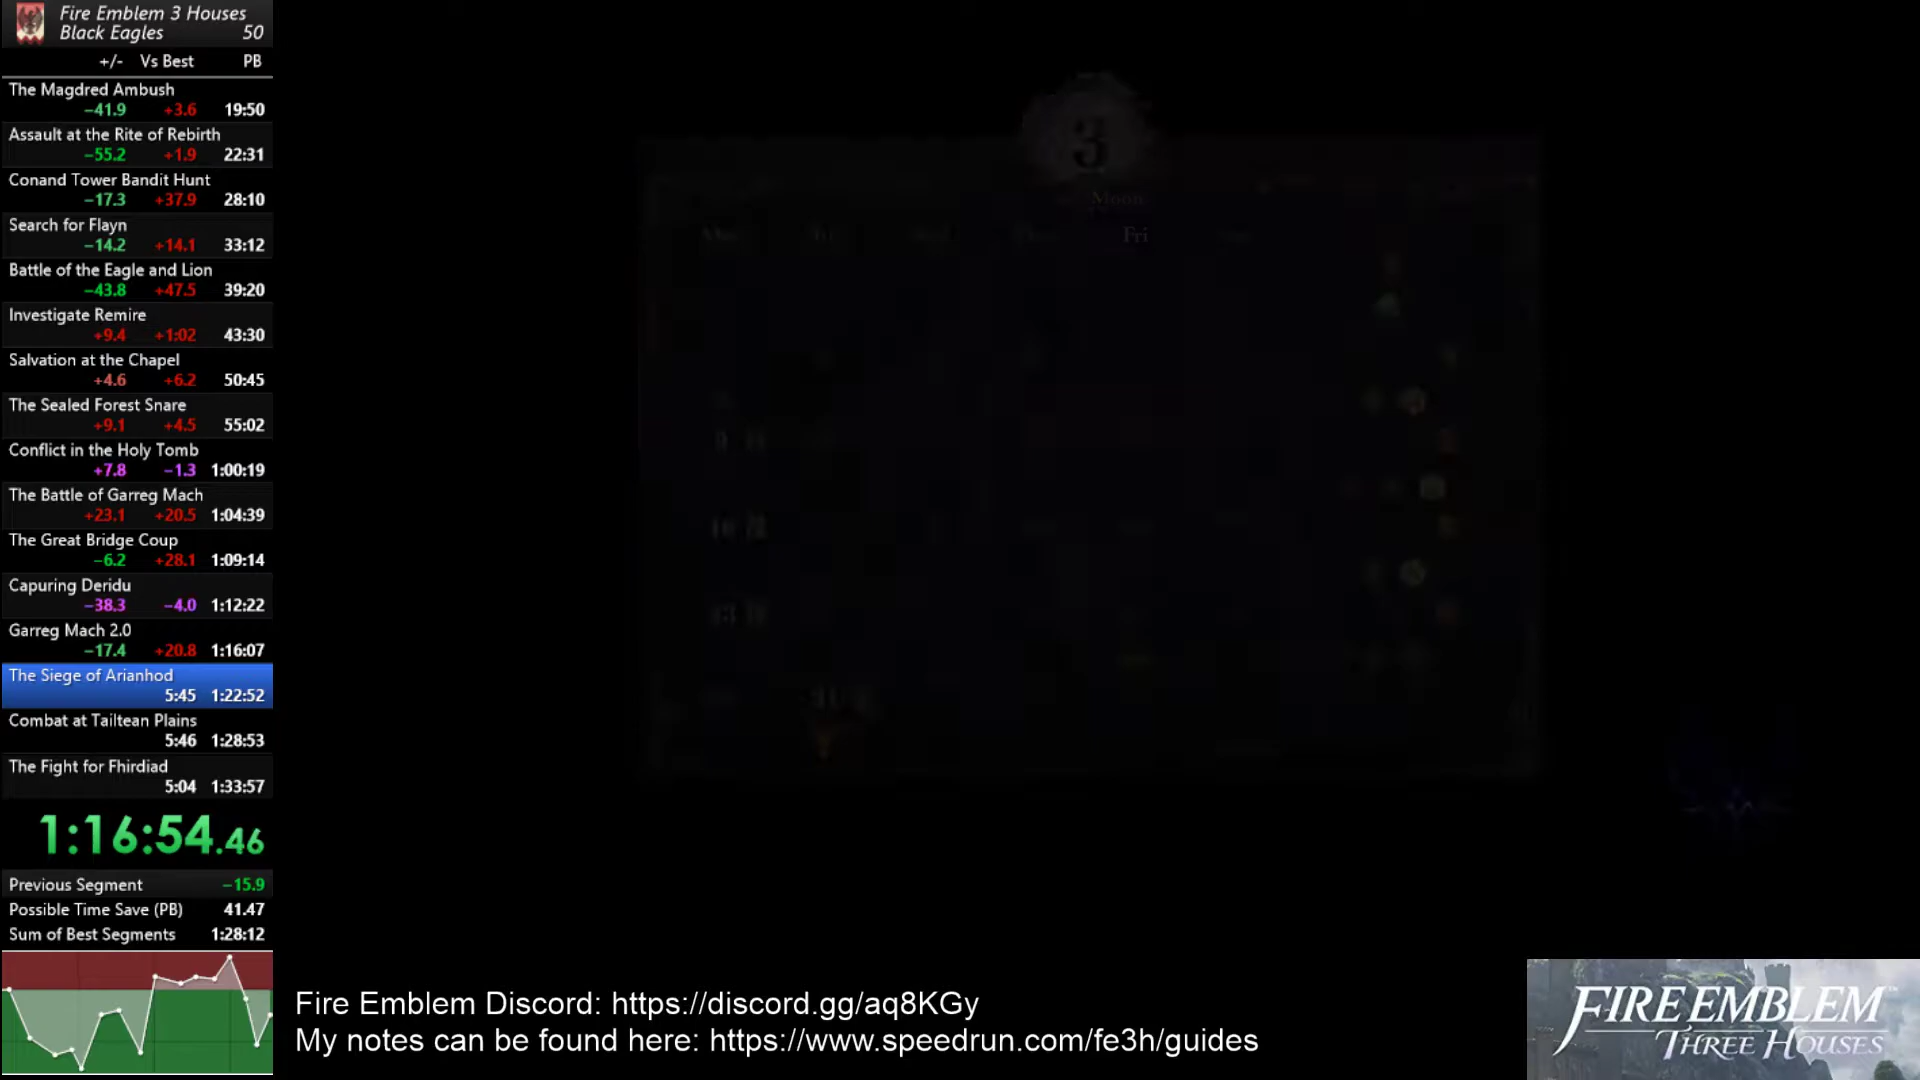 Fire Emblem 3 Houses
Black Eagles 50
+/- Vs Best PB
The Magdred Ambush
−41.9 +3.6 19:50
Assault at the Rite of Rebirth
−55.2 +1.9 22:31
Conand Tower Bandit Hunt
−17.3 +37.9 28:10
Search for Flayn
−14.2 +14.1 33:12
Battle of the Eagle and Lion
−43.8 +47.5 39:20
Investigate Remire
+9.4 +1:02 43:30
Salvation at the Chapel
+4.6 +6.2 50:45
The Sealed Forest Snare
+9.1 +4.5 55:02
Conflict in the Holy Tomb
+7.8 −1.3 1:00:19
The Battle of Garreg Mach
+23.1 +20.5 1:04:39
The Great Bridge Coup
−6.2 +28.1 1:09:14
Capuring Deridu
−38.3 −4.0 1:12:22
Garreg Mach 2.0
−17.4 +20.8 1:16:07
The Siege of Arianhod
5:45 1:22:52
Combat at Tailtean Plains
5:46 1:28:53
The Fight for Fhirdiad
5:04 1:33:57
1:16:54.46
Previous Segment −15.9
Possible Time Save (PB) 41.47
Sum of Best Segments 1:28:12
3
Moon
Fri
Fire Emblem Discord: https://discord.gg/aq8KGy
My notes can be found here: https://www.speedrun.com/fe3h/guides
FIRE EMBLEM
THREE HOUSES